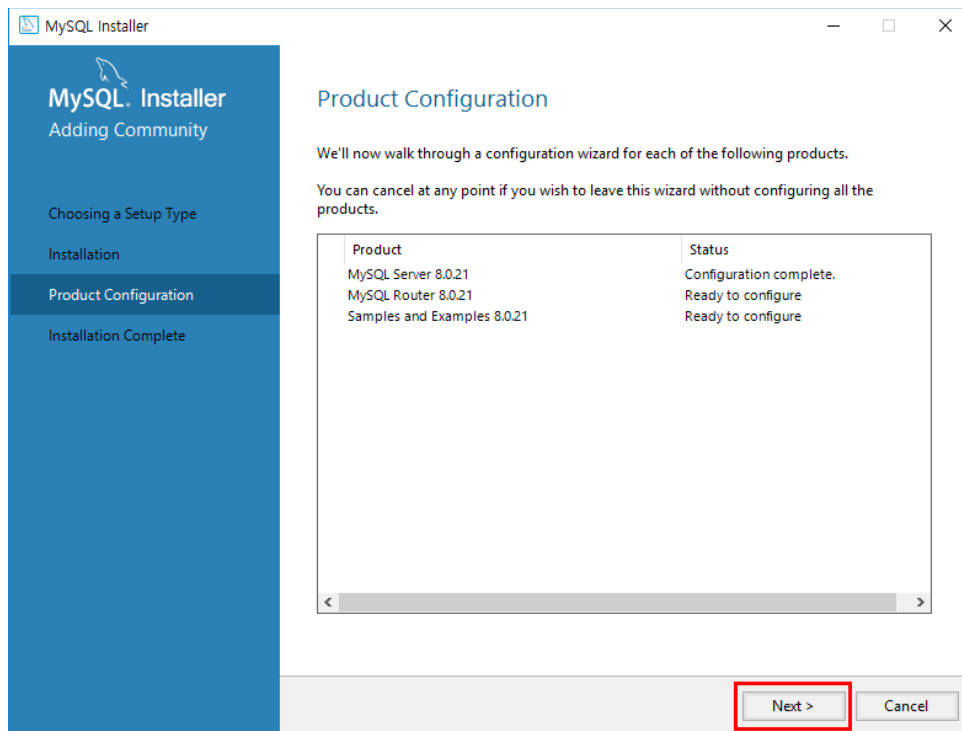 MySQL Installer
MySQL. Installer
Adding Community
Choosing a Setup Type
Installation
Product Configuration
Installation Complete
Product Configuration
We'll now walk through a configuration wizard for each of the following products.
You can cancel at any point if you wish to leave this wizard without configuring all the
products.
Product Status
MySQL Server 8.0.21 Configuration complete.
MySQL Router 8.0.21 Ready to configure
Samples and Examples 8.0.21 Ready to configure
Next > Cancel